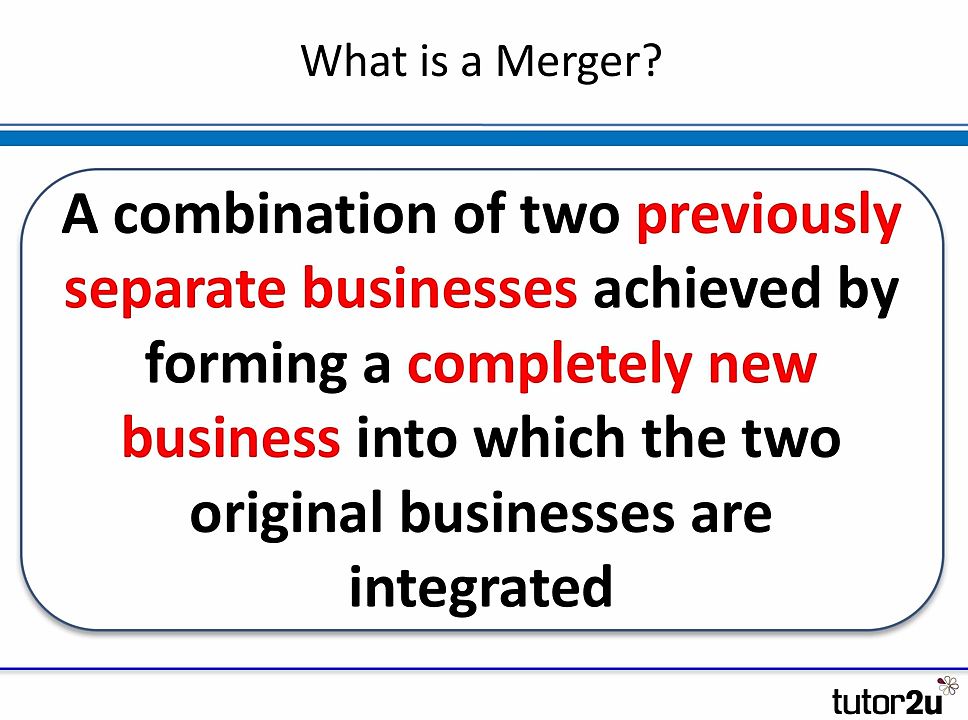 What is a Merger?
A combination of two previously
separate businesses achieved by
forming a completely new
business into which the two
original businesses are
integrated
tutor2u